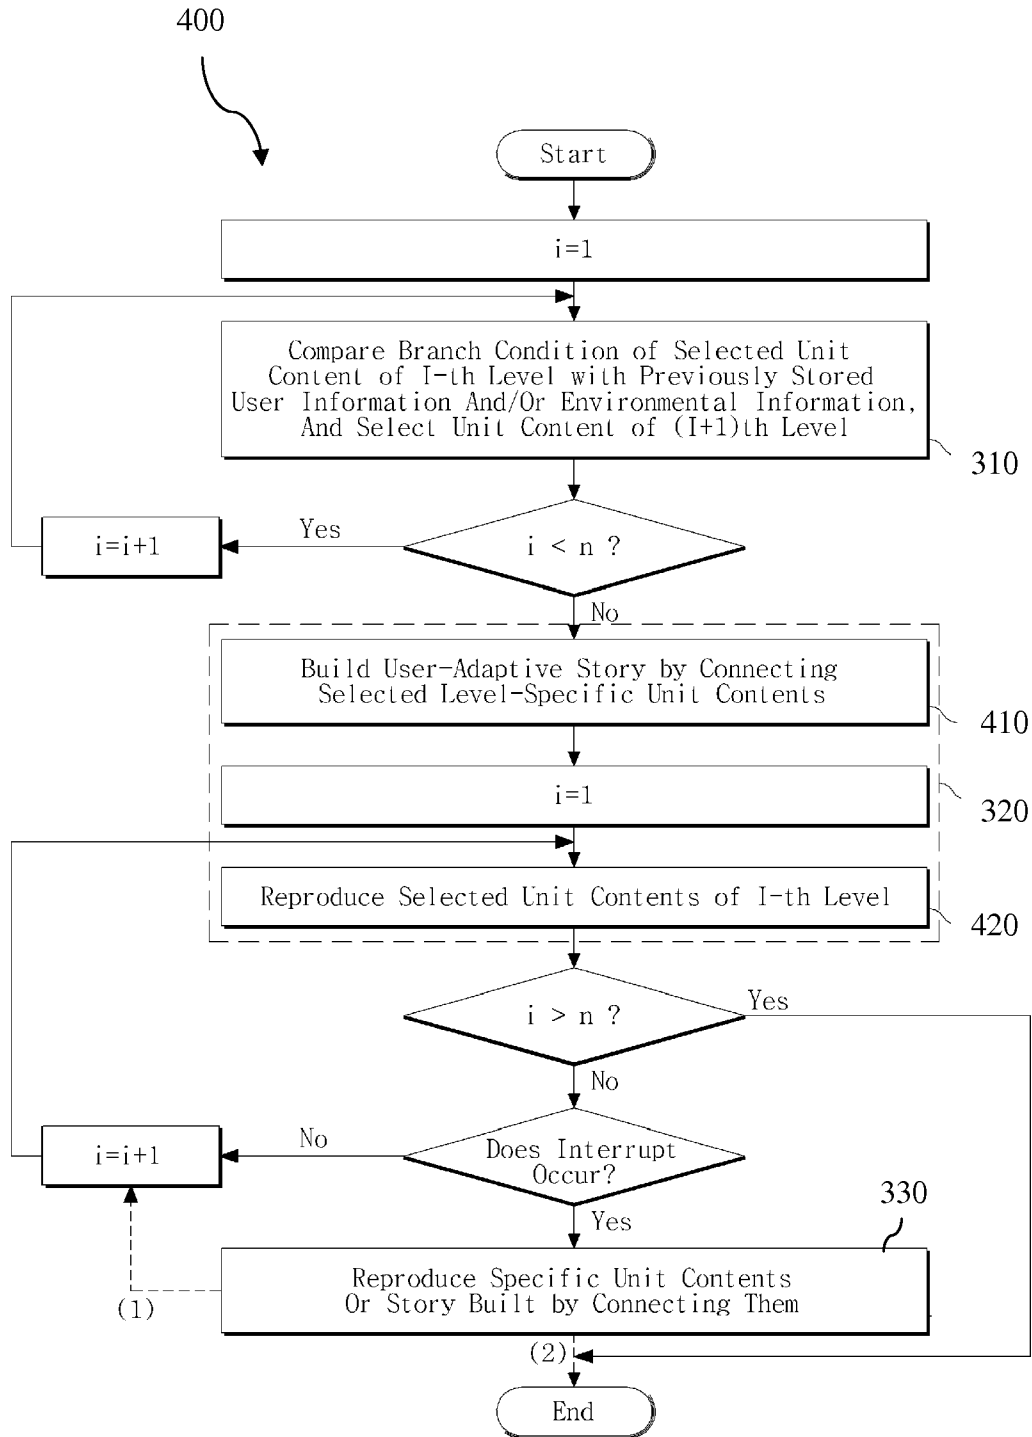 400
Start
i=1
Compare Branch Condition of Selected Unit
Content of I-th Level with Previously Stored
User Information And/Or Environmental Information,
And Select Unit Content of (I+1)th Level
310
i=i+1
Yes
i < n ?
No
Build User-Adaptive Story by Connecting
Selected Level-Specific Unit Contents
410
i=1
320
Reproduce Selected Unit Contents of I-th Level
420
i > n ?
Yes
No
i=i+1
No
Does Interrupt
Occur?
Yes
330
(1)
Reproduce Specific Unit Contents
Or Story Built by Connecting Them
(2)
End